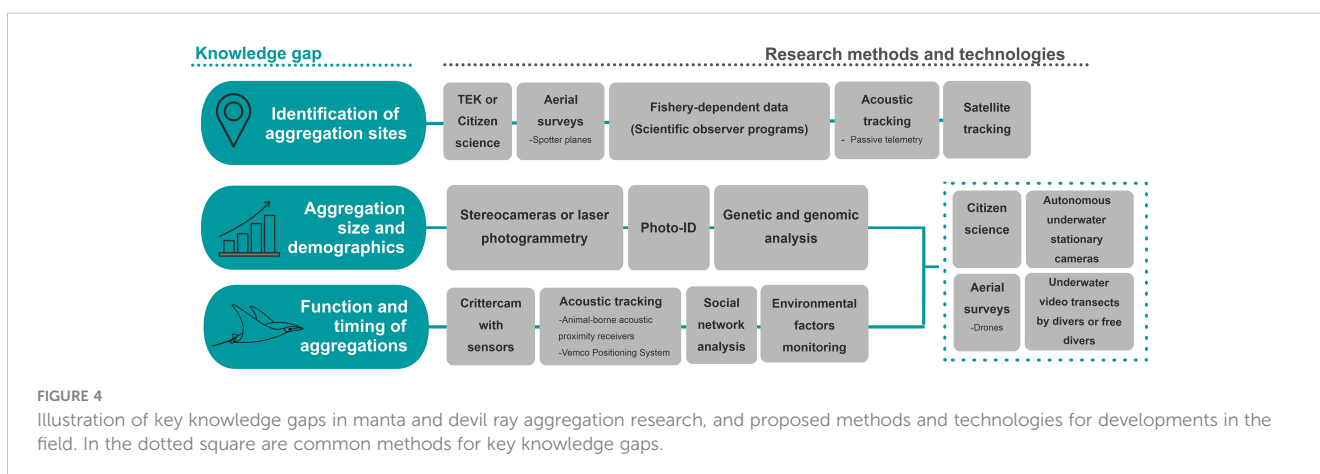 Knowledge gap
Research methods and technologies
Identification of
aggregation sites
TEK or
Citizen
science
Aerial
surveys
-Spotter planes
Fishery-dependent data
(Scientific observer programs)
Acoustic
tracking
- Passive telemetry
Satellite
tracking
Aggregation
size and
demographics
Stereocameras or laser
photogrammetry
Photo-ID
Genetic and genomic
analysis
Function and
timing of
aggregations
Crittercam
with
sensors
Acoustic tracking
-Animal-borne acoustic
proximity receivers
-Vemco Positioning System
Social
network
analysis
Environmental
factors
monitoring
Citizen
science
Autonomous
underwater
stationary
cameras
Aerial
surveys
-Drones
Underwater
video transects
by divers or free
divers
FIGURE 4
Illustration of key knowledge gaps in manta and devil ray aggregation research, and proposed methods and technologies for developments in the
field. In the dotted square are common methods for key knowledge gaps.